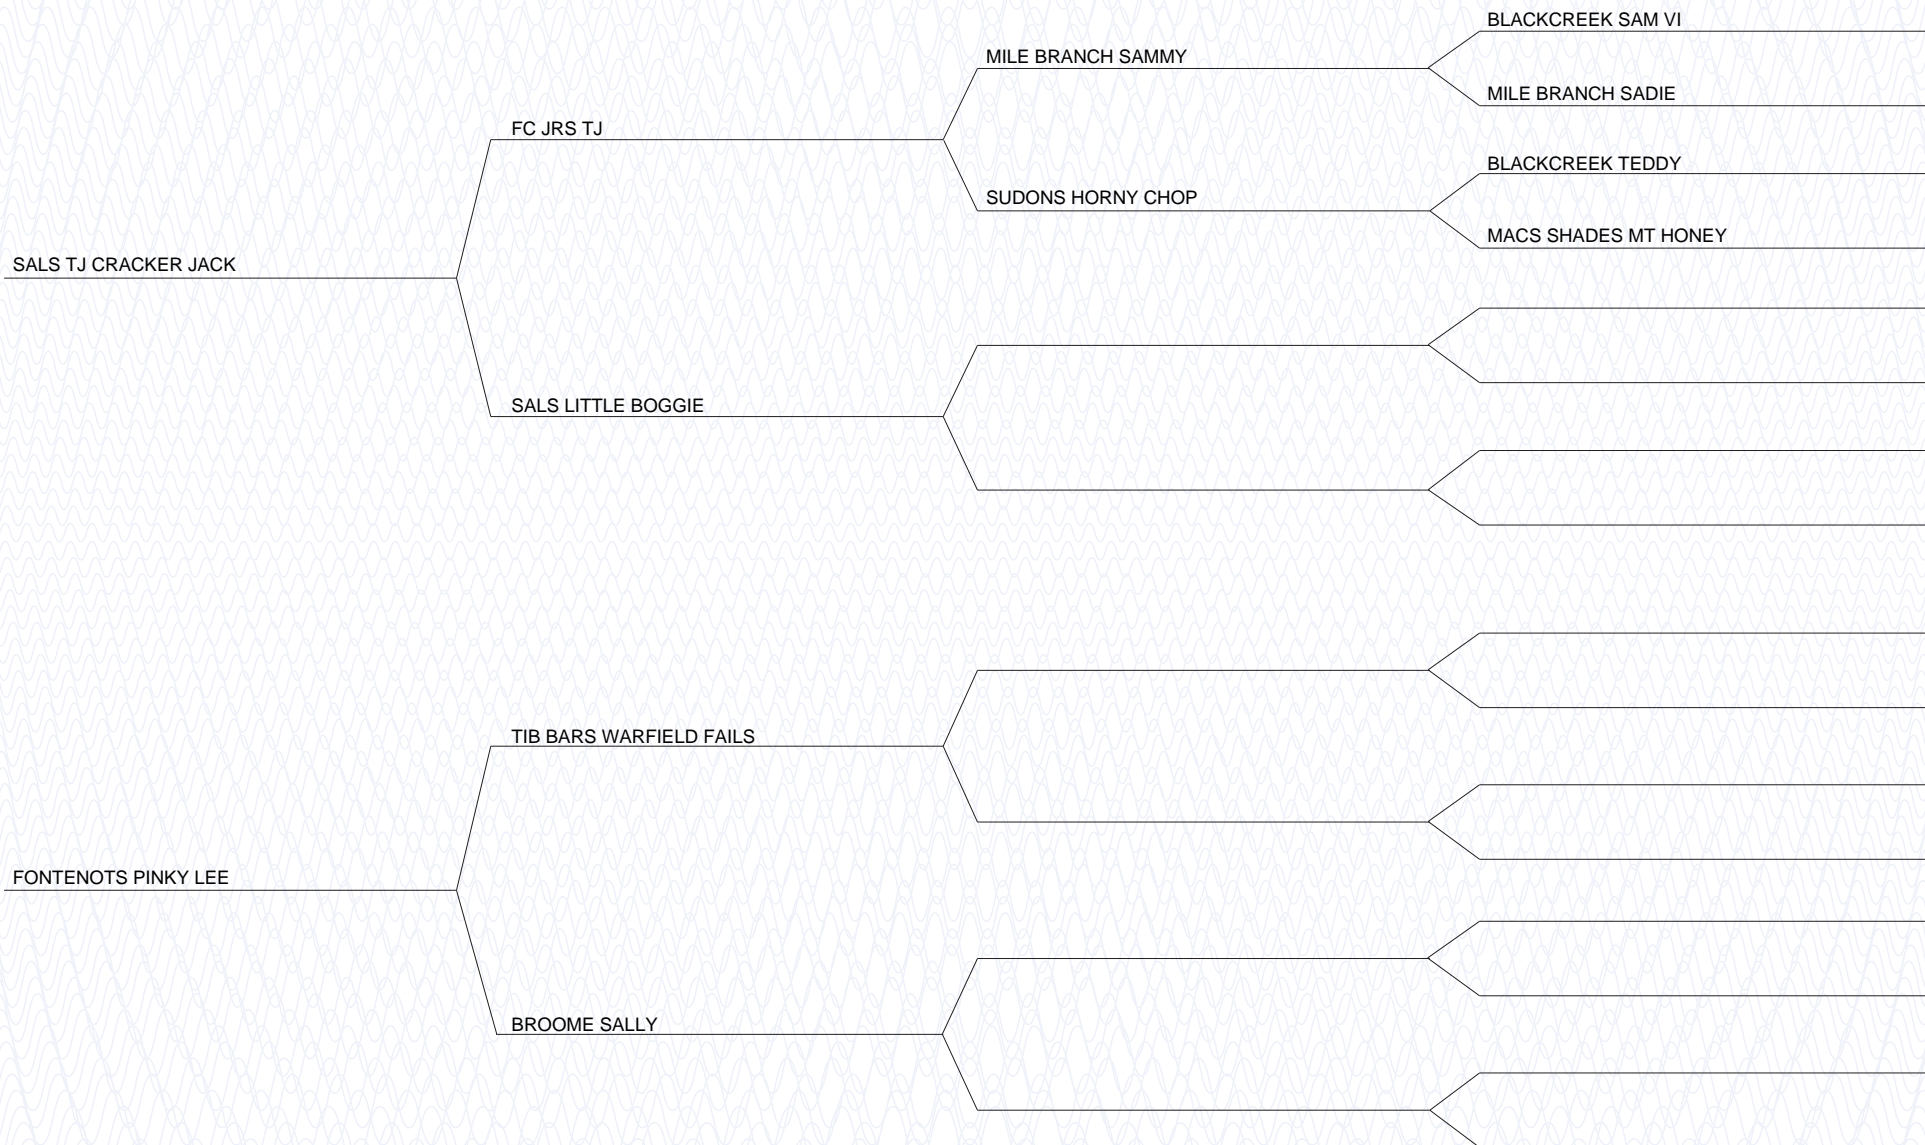 BLACKCREEK SAM VI
MILE BRANCH SAMMY
MILE BRANCH SADIE
FC JRS TJ
BLACKCREEK TEDDY
SUDONS HORNY CHOP
MACS SHADES MT HONEY
SALS TJ CRACKER JACK
SALS LITTLE BOGGIE
TIB BARS WARFIELD FAILS
FONTENOTS PINKY LEE
BROOME SALLY